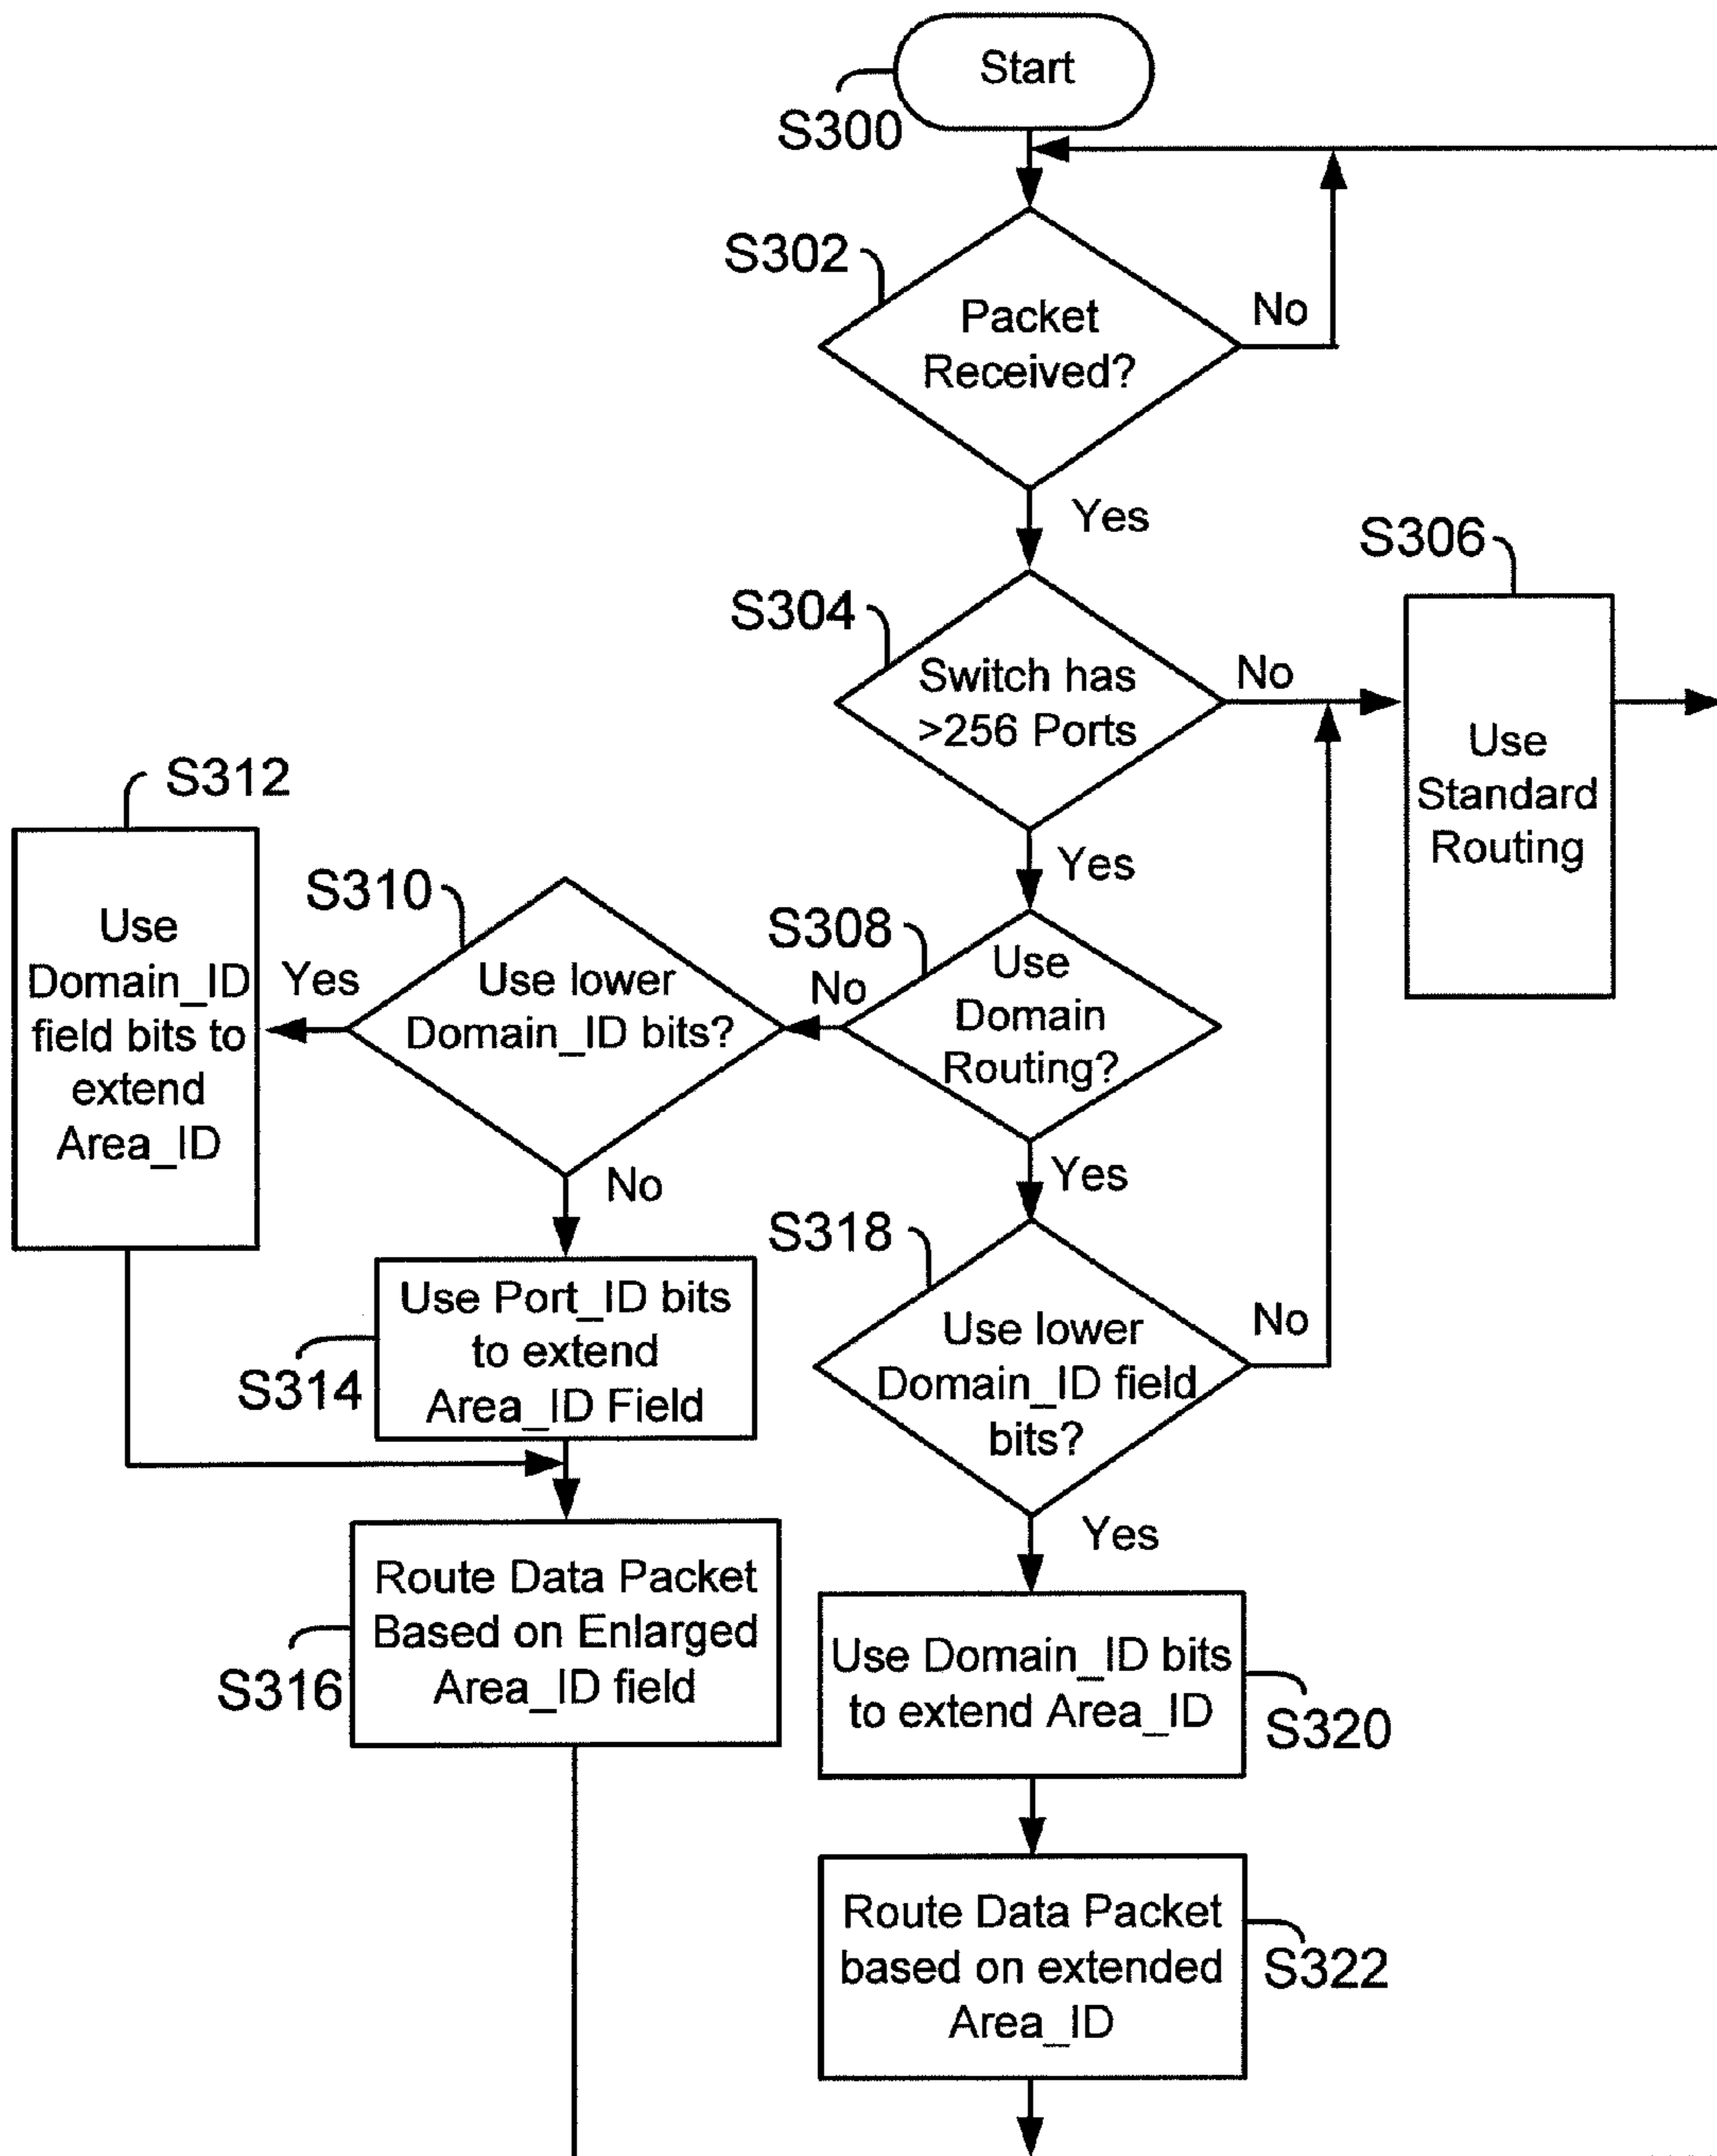 Start
S300
S302
Packet
Received?
No
Yes
S304
Switch has
>256 Ports
No
S306
Use
Standard
Routing
Yes
S308
Use
Domain
Routing?
No
S310
Use lower
Domain_ID bits?
Yes
S312
Use
Domain_ID
field bits to
extend
Area_ID
No
S314
Use Port_ID bits
to extend
Area_ID Field
S316
Route Data Packet
Based on Enlarged
Area_ID field
Yes
S318
Use lower
Domain_ID field
bits?
No
Yes
Use Domain_ID bits
to extend Area_ID
S320
Route Data Packet
based on extended
Area_ID
S322